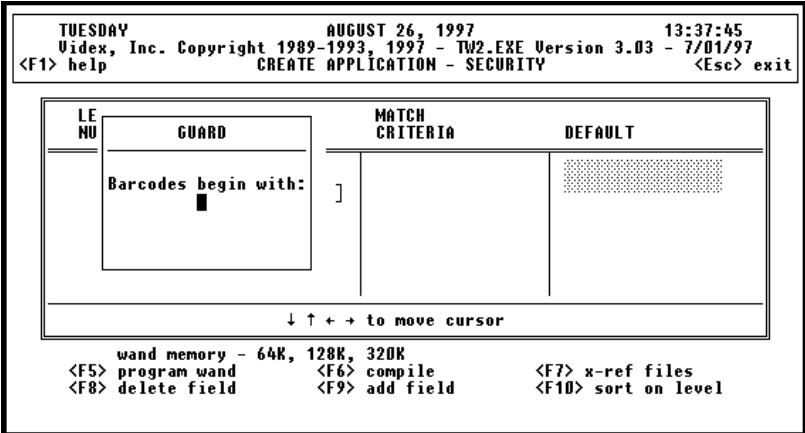 TUESDAY AUGUST 26, 1997 13:37:45
Videx, Inc. Copyright 1989-1993, 1997 - TW2.EXE Version 3.03 - 7/01/97
<F1> help CREATE APPLICATION - SECURITY <Esc> exit
LE MATCH
NU GUARD CRITERIA DEFAULT
Barcodes begin with:
]
↓ ↑ ← → to move cursor
wand memory - 64K, 128K, 320K
<F5> program wand <F6> compile <F7> x-ref files
<F8> delete field <F9> add field <F10> sort on level